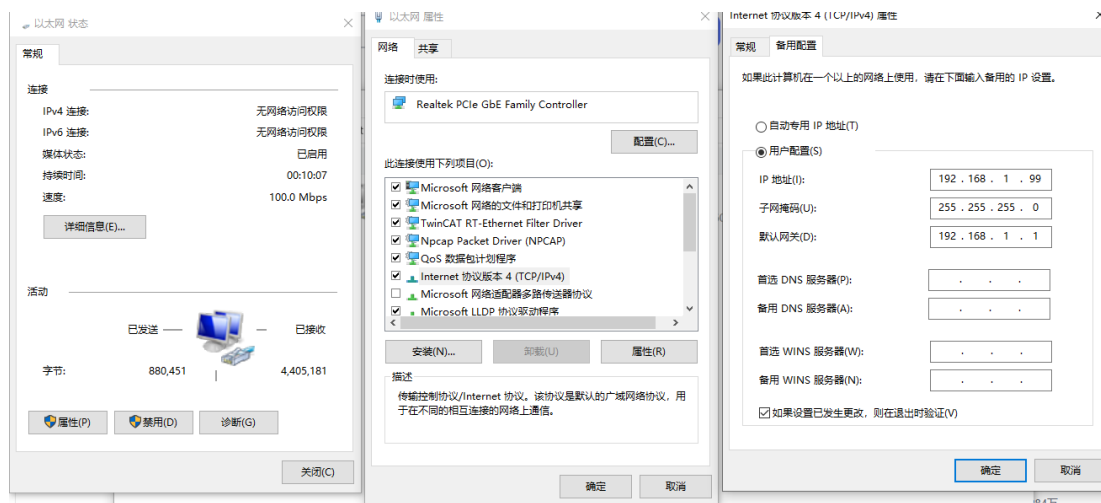 以太网 状态
常规
连接
IPv4 连接: 无网络访问权限
IPv6 连接: 无网络访问权限
媒体状态: 已启用
持续时间: 00:10:07
速度: 100.0 Mbps
详细信息(E)...
活动
已发送 — — 已接收
字节: 880,451 | 4,405,181
属性(P) 禁用(D) 诊断(G)
关闭(C)
以太网 属性
网络 共享
连接时使用:
Realtek PCIe GbE Family Controller
配置(C)...
此连接使用下列项目(O):
Microsoft 网络客户端
Microsoft 网络的文件和打印机共享
TwinCAT RT-Ethernet Filter Driver
Npcap Packet Driver (NPCAP)
QoS 数据包计划程序
Internet 协议版本 4 (TCP/IPv4)
Microsoft 网络适配器多路传送器协议
Microsoft LLDP 协议驱动程序
安装(N)... 卸载(U) 属性(R)
描述
传输控制协议/Internet 协议。该协议是默认的广域网络协议，用
于在不同的相互连接的网络上通信。
确定 取消
Internet 协议版本 4 (TCP/IPv4) 属性
常规 备用配置
如果此计算机在一个以上的网络上使用，请在下面输入备用的 IP 设置。
自动专用 IP 地址(T)
用户配置(S)
IP 地址(I): 192 . 168 . 1 . 99
子网掩码(U): 255 . 255 . 255 . 0
默认网关(D): 192 . 168 . 1 . 1
首选 DNS 服务器(P): . . .
备用 DNS 服务器(A): . . .
首选 WINS 服务器(W): . . .
备用 WINS 服务器(N): . . .
如果设置已发生更改，则在退出时验证(V)
确定 取消